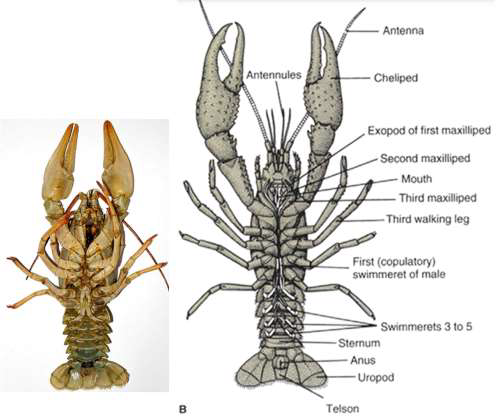 Antenna
Antennules
Cheliped
Exopod of first maxilliped
Second maxilliped
Mouth
Third maxilliped
Third walking leg
First (copulatory)
swimmeret of male
Swimmerets 3 to 5
Sternum
Anus
Uropod
Telson
B